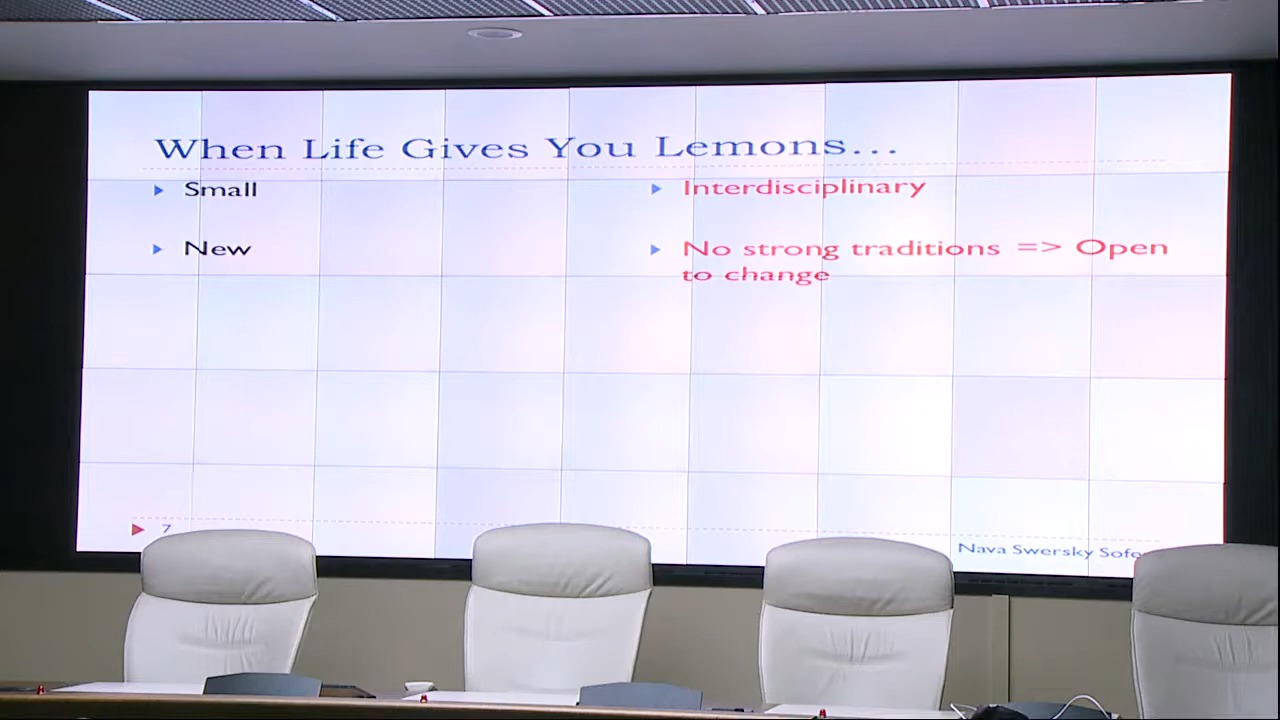 When Life Gives You Lemons...
Small
Interdisciplinary
New
No strong traditions => Open
to change
7
Nava Swersky